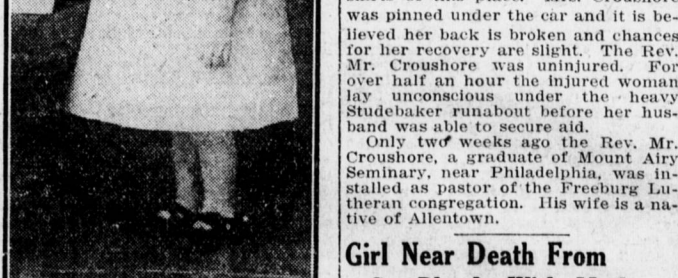 was pinned under the car and it is be-
lieved her back is broken and chances
for her recovery are slight. The Rev.
Mr. Croushore was uninjured. For
over half an hour the injured woman
lay unconscious under the heavy
Studebaker runabout before her hus-
band was able to secure aid.
Only two weeks ago the Rev. Mr.
Croushore, a graduate of Mount Airy
Seminary, near Philadelphia, was in-
stalled as pastor of the Freeburg Lu-
theran congregation. His wife is a na-
tive of Allentown.
Girl Near Death From